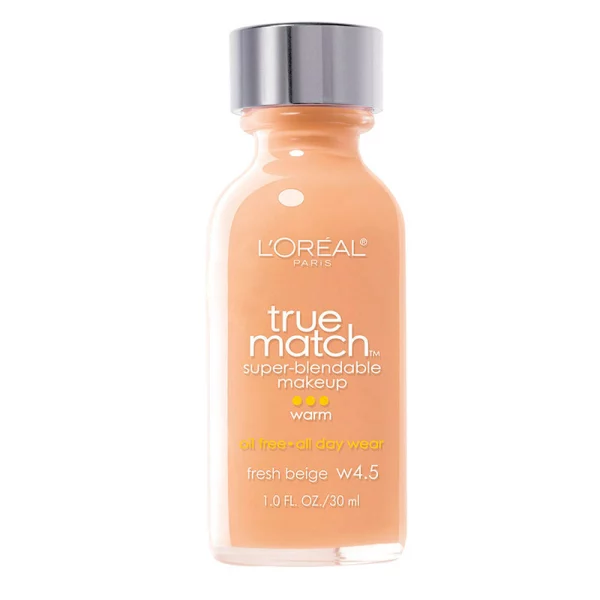 L'ORÉAL®
PARIS
true
match™
super-blendable
makeup
warm
oil free•all day wear
fresh beige w4.5
1.0 FL. OZ./30 ml